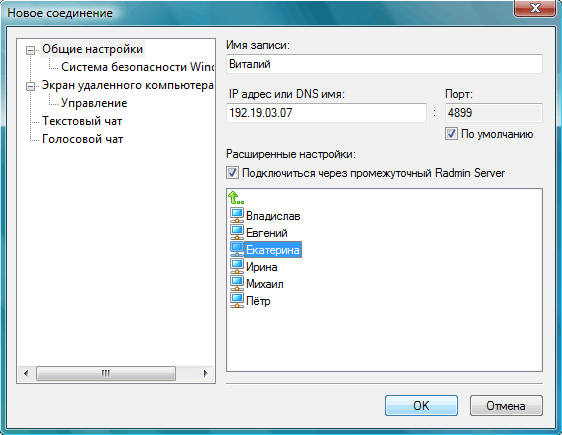 Новое соединение
Общие настройки
Система безопасности Wind
Экран удаленного компьютера
Управление
Текстовый чат
Голосовой чат
Имя записи:
Виталий
IP адрес или DNS имя:
Порт:
192.19.03.07
:
4899
По умолчанию
Расширенные настройки:
Подключиться через промежуточный Radmin Server
..
Владислав
Евгений
Екатерина
Ирина
Михаил
Пётр
OK
Отмена